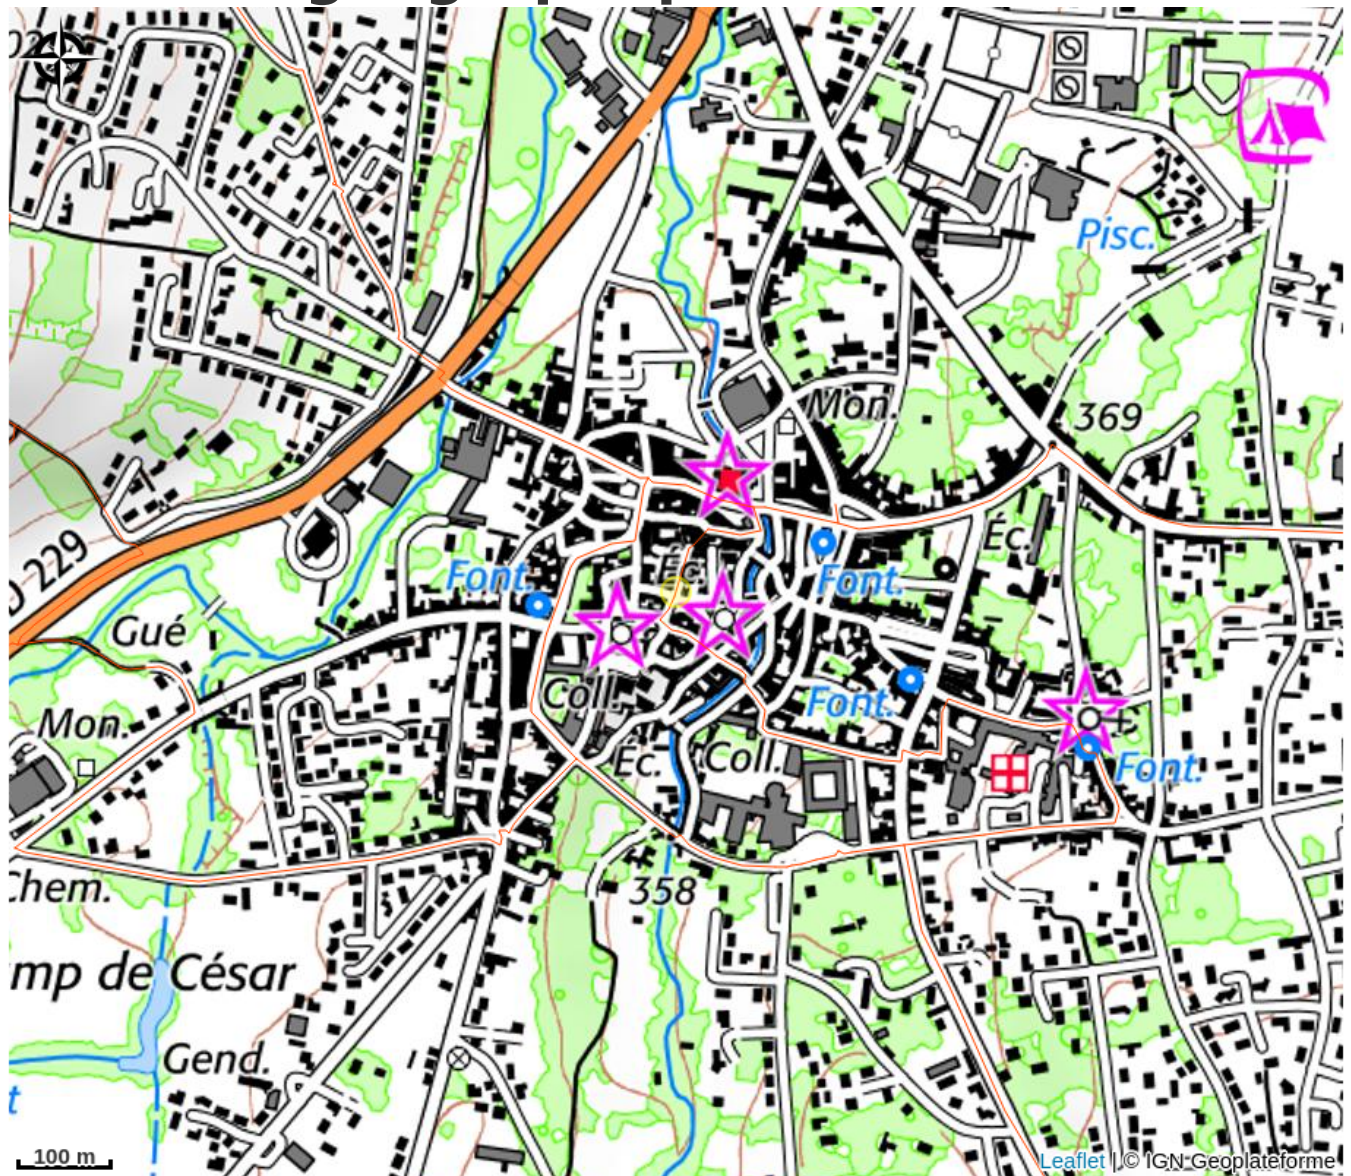 Pisc.
Mon.
369
Éc.
D 229
Éc.
Font.
Font.
Gué
Coll.
Font.
Mon.
Éc.
Coll.
Font.
Chem.
358
mp de César
Gend.
t
100 m
Leaflet | © IGN-Geoplateforme